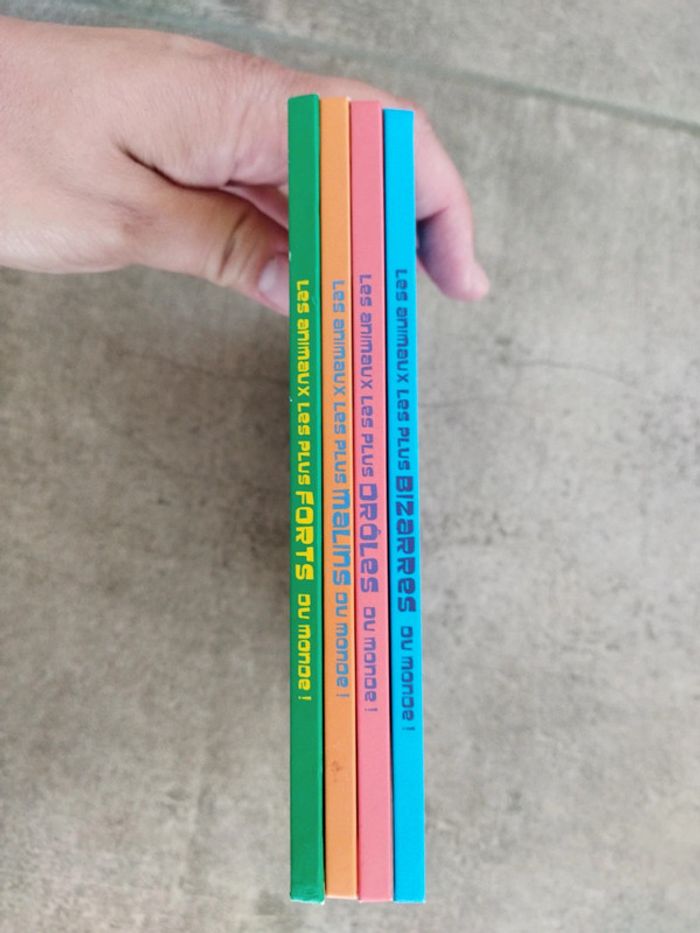 Les animaux les plus FORTS du monde !
Les animaux les plus malins du monde !
Les animaux les plus DRÔLES du monde !
Les animaux les plus BIZARRES du monde !